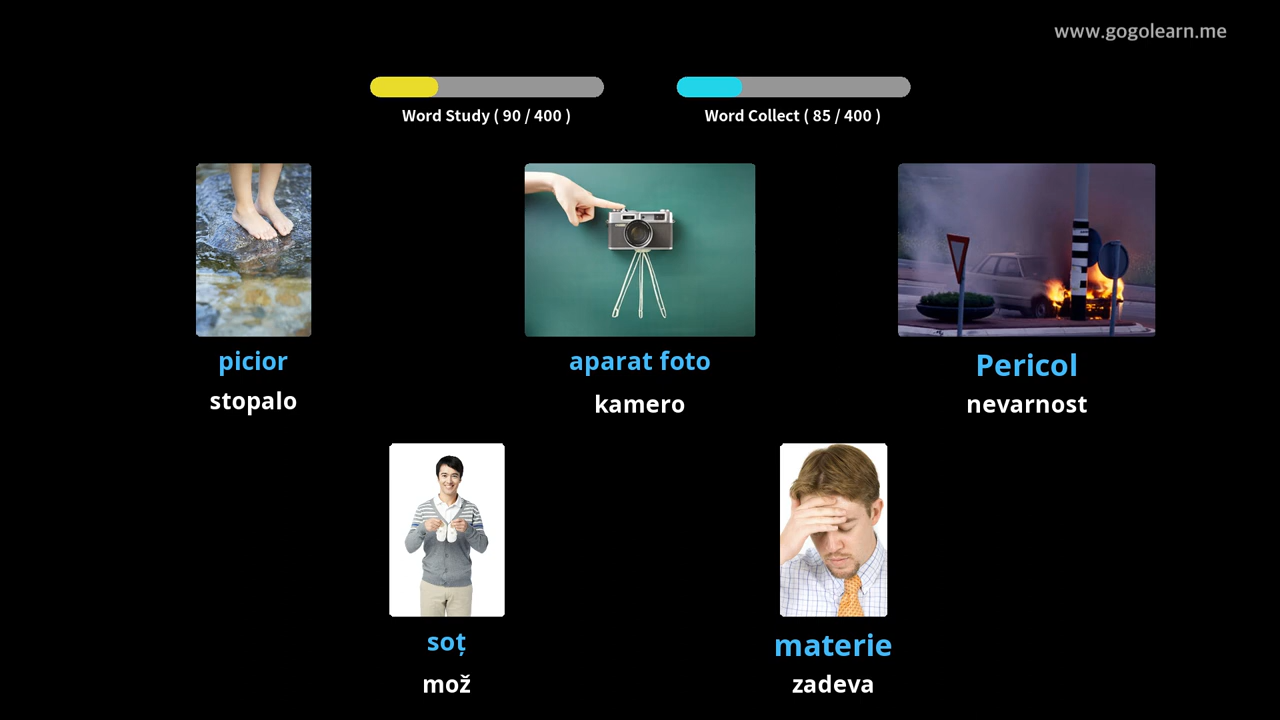 www.gogolearn.me
Word Study ( 90 / 400 )
Word Collect ( 85 / 400 )
picior
aparat foto
Pericol
stopalo
kamero
nevarnost
soț
materie
mož
zadeva